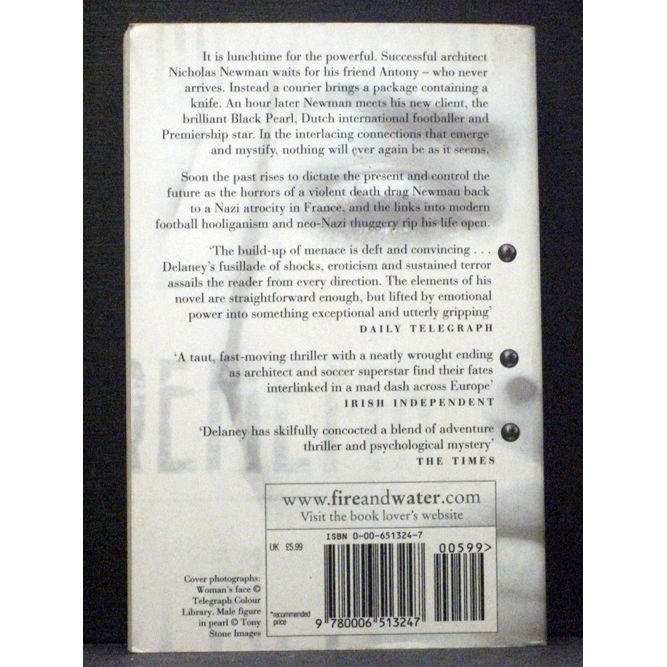 It is lunchtime for the powerful. Successful architect
Nicholas Newman waits for his friend Antony – who never
arrives. Instead a courier brings a package containing a
knife. An hour later Newman meets his new client, the
brilliant Black Pearl, Dutch international footballer and
Premiership star. In the interlacing connections that emerge
and mystify, nothing will ever again be as it seems.
Soon the past rises to dictate the present and control the
future as the horrors of a violent death drag Newman back
to a Nazi atrocity in France, and the links into modern
football hooliganism and neo-Nazi thuggery rip his life open.
‘The build-up of menace is deft and convincing . . .
Delaney’s fusillade of shocks, eroticism and sustained terror
assails the reader from every direction. The elements of his
novel are straightforward enough, but lifted by emotional
power into something exceptional and utterly gripping’
DAILY TELEGRAPH
‘A taut, fast-moving thriller with a neatly wrought ending
as architect and soccer superstar find their fates
interlinked in a mad dash across Europe’
IRISH INDEPENDENT
‘Delaney has skilfully concocted a blend of adventure
thriller and psychological mystery’
THE TIMES
www.fireandwater.com
Visit the book lover’s website
ISBN 0-00-651324-7
UK £5.99
00599>
*recommended
price
9 780006 513247
Cover photographs:
Woman’s face ©
Telegraph Colour
Library. Male figure
in pearl © Tony
Stone Images